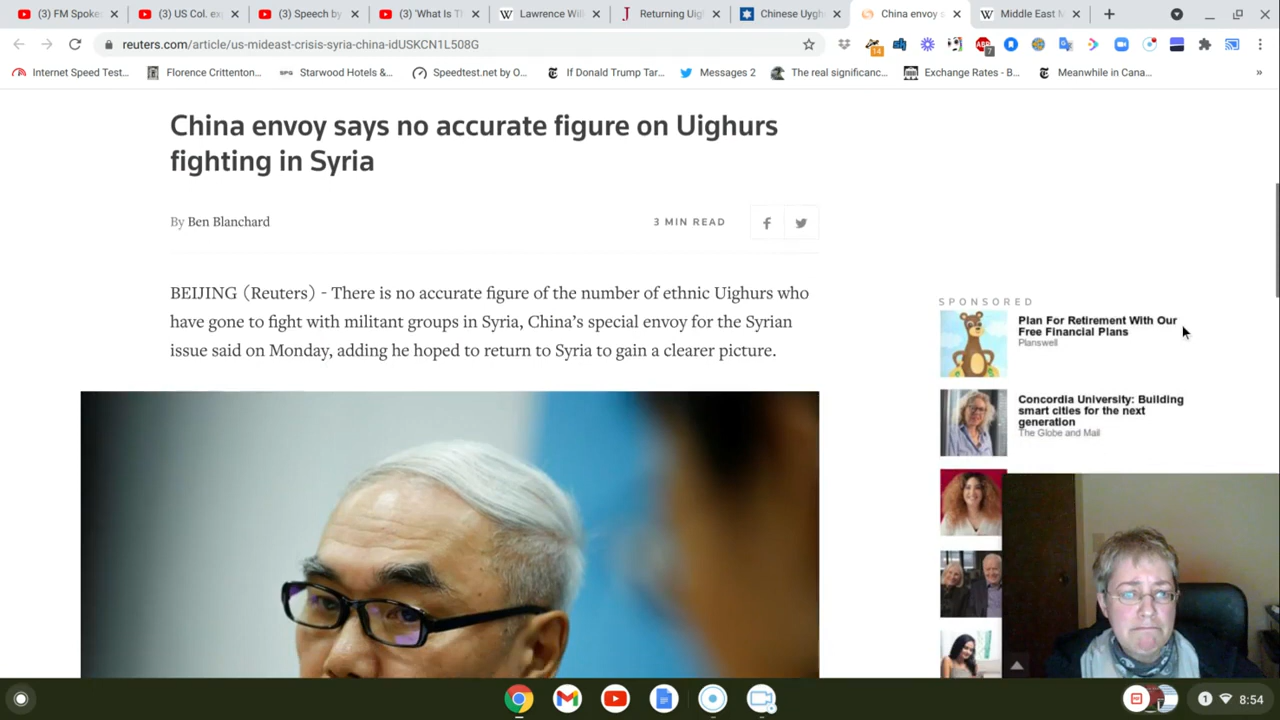 (3) FM Spoke
(3) US Col. ex
(3) Speech by
(3) 'What Is T
Lawrence Wil
Returning Uig
Chinese Uygh
China envoy s
Middle East M
reuters.com/article/us-mideast-crisis-syria-china-idUSKCN1L508G
14
7
Internet Speed Test...
Florence Crittenton...
SPG Starwood Hotels &...
Speedtest.net by O...
If Donald Trump Tar...
Messages 2
The real significanc...
Exchange Rates - B...
Meanwhile in Cana...
»
China envoy says no accurate figure on Uighurs
fighting in Syria
By Ben Blanchard
3 MIN READ
BEIJING (Reuters) - There is no accurate figure of the number of ethnic Uighurs who
have gone to fight with militant groups in Syria, China’s special envoy for the Syrian
issue said on Monday, adding he hoped to return to Syria to gain a clearer picture.
SPONSORED
Plan For Retirement With Our
Free Financial Plans
Planswell
Concordia University: Building
smart cities for the next
generation
The Globe and Mail
1
8:54